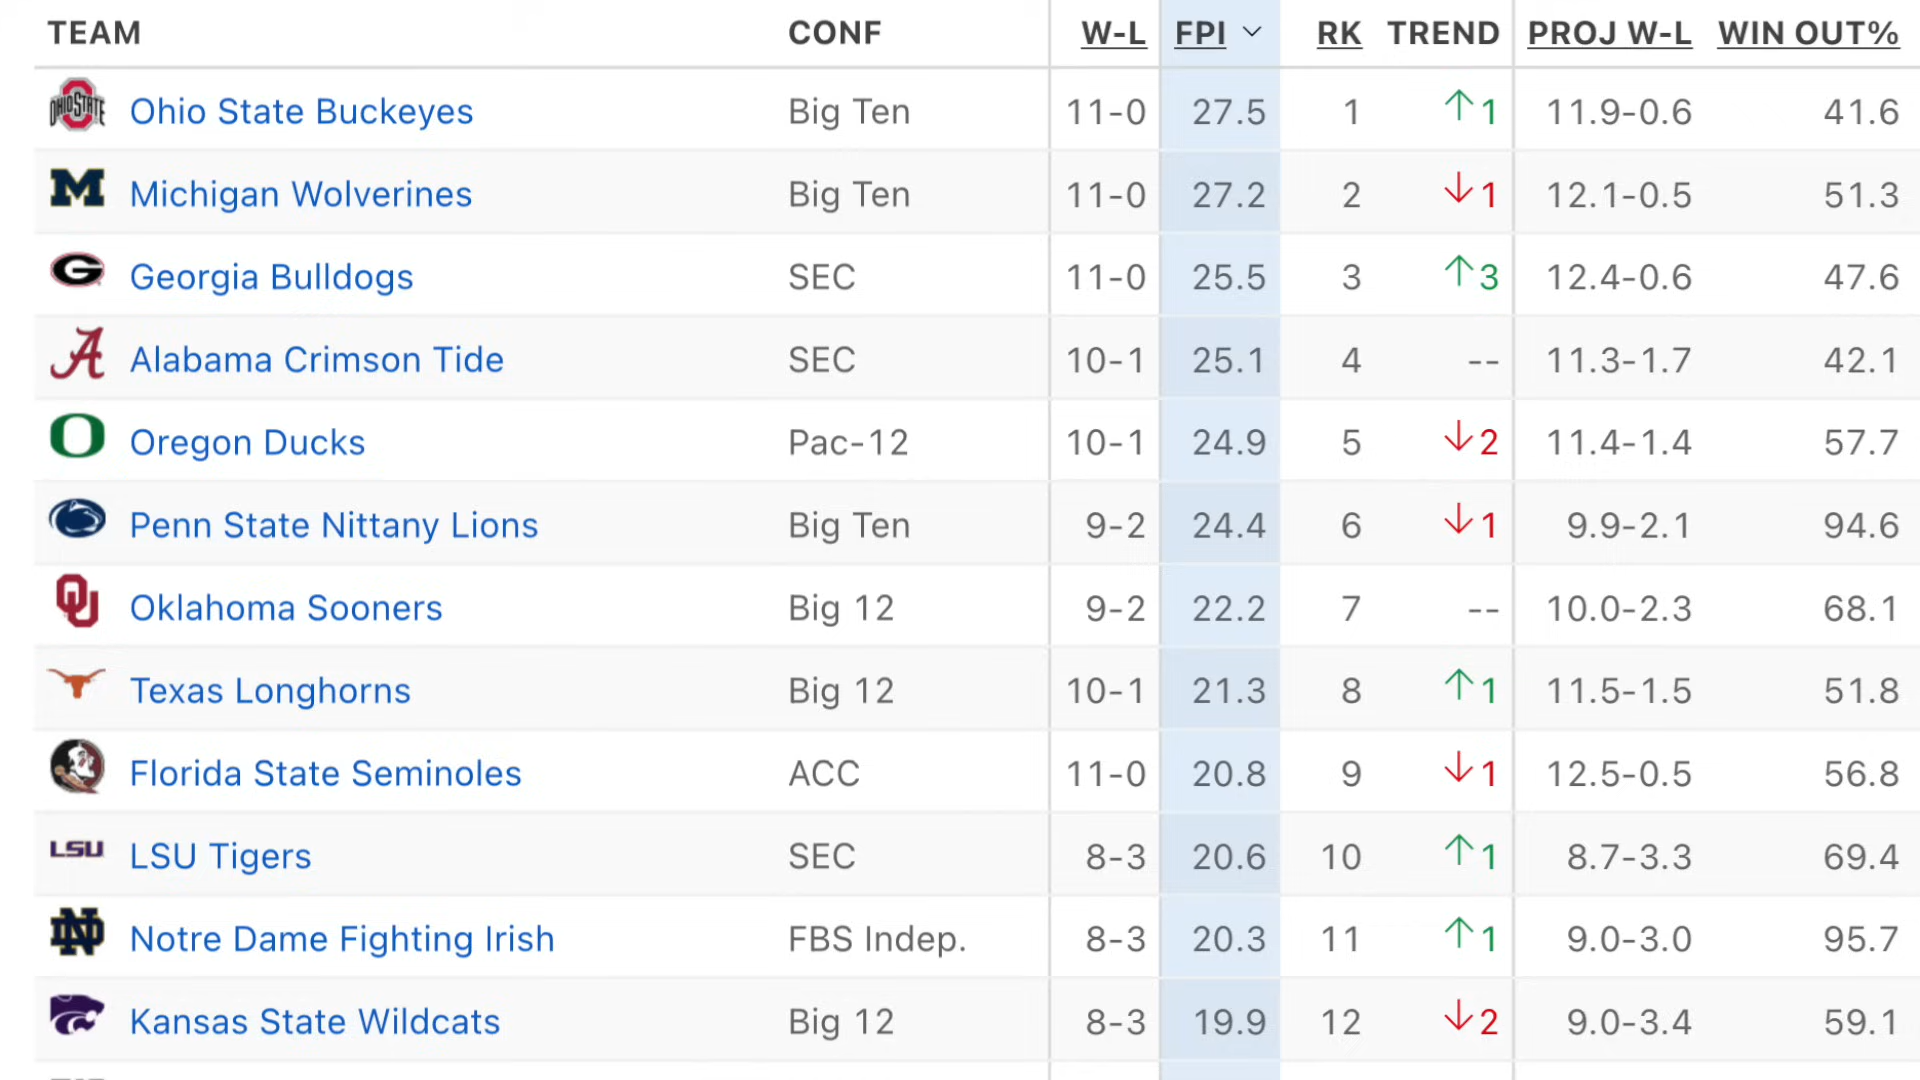 TEAM CONF W-L FPI RK TREND PROJ W-L WIN OUT%
OHIO STATE Ohio State Buckeyes Big Ten 11-0 27.5 1 ↑1 11.9-0.6 41.6
M Michigan Wolverines Big Ten 11-0 27.2 2 ↓1 12.1-0.5 51.3
G Georgia Bulldogs SEC 11-0 25.5 3 ↑3 12.4-0.6 47.6
A Alabama Crimson Tide SEC 10-1 25.1 4 -- 11.3-1.7 42.1
O Oregon Ducks Pac-12 10-1 24.9 5 ↓2 11.4-1.4 57.7
Penn State Nittany Lions Big Ten 9-2 24.4 6 ↓1 9.9-2.1 94.6
OU Oklahoma Sooners Big 12 9-2 22.2 7 -- 10.0-2.3 68.1
Texas Longhorns Big 12 10-1 21.3 8 ↑1 11.5-1.5 51.8
Florida State Seminoles ACC 11-0 20.8 9 ↓1 12.5-0.5 56.8
LSU LSU Tigers SEC 8-3 20.6 10 ↑1 8.7-3.3 69.4
ND Notre Dame Fighting Irish FBS Indep. 8-3 20.3 11 ↑1 9.0-3.0 95.7
Kansas State Wildcats Big 12 8-3 19.9 12 ↓2 9.0-3.4 59.1